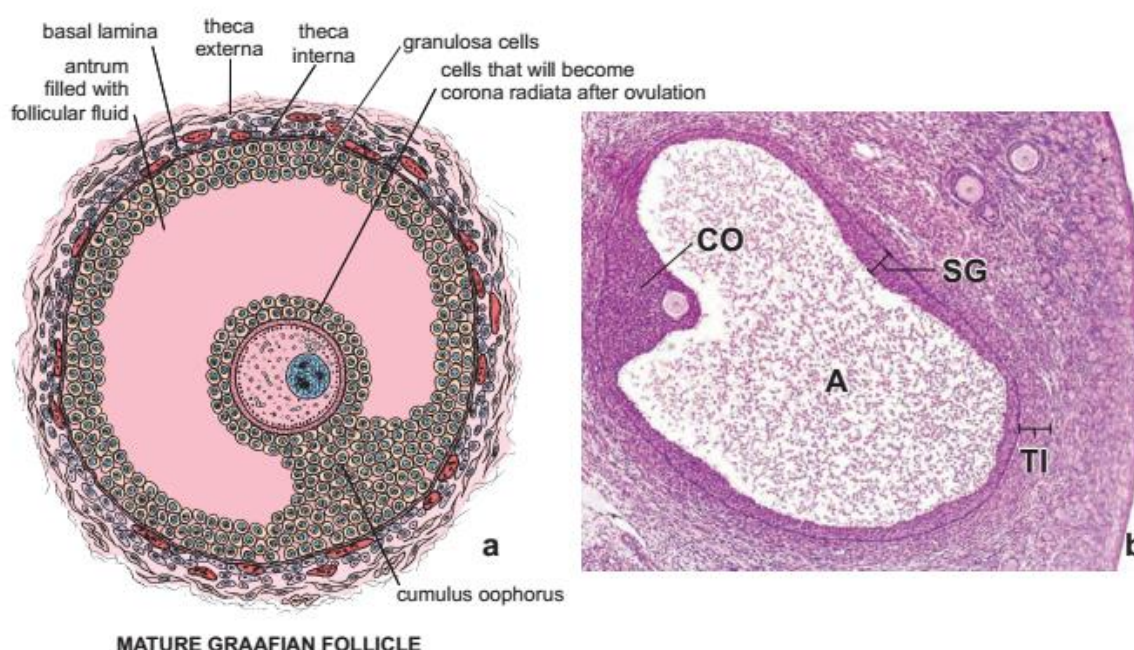 basal lamina
theca
externa
theca
interna
granulosa cells
antrum
filled with
follicular fluid
cells that will become
corona radiata after ovulation
CO
SG
A
TI
a
b
cumulus oophorus
MATURE GRAAFIAN FOLLICLE